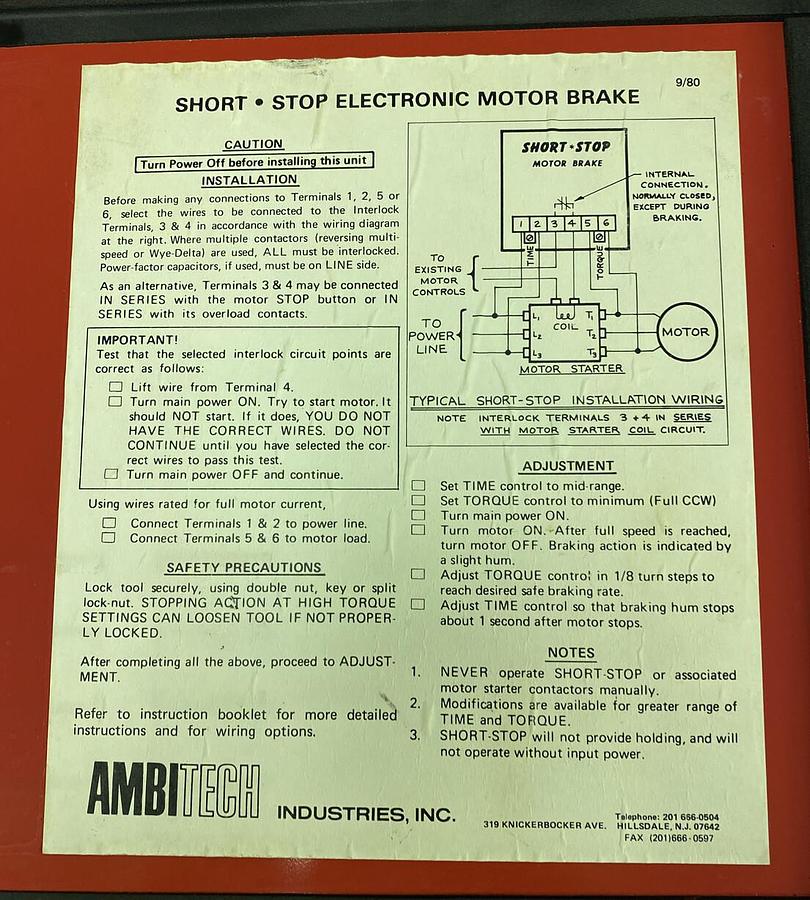 9/80
SHORT • STOP ELECTRONIC MOTOR BRAKE
CAUTION
Turn Power Off before installing this unit
INSTALLATION
Before making any connections to Terminals 1, 2, 5 or
6, select the wires to be connected to the Interlock
Terminals, 3 & 4 in accordance with the wiring diagram
at the right. Where multiple contactors (reversing multi-
speed or Wye-Delta) are used, ALL must be interlocked.
Power-factor capacitors, if used, must be on LINE side.
As an alternative, Terminals 3 & 4 may be connected
IN SERIES with the motor STOP button or IN
SERIES with its overload contacts.
IMPORTANT!
Test that the selected interlock circuit points are
correct as follows:
Lift wire from Terminal 4.
Turn main power ON. Try to start motor. It
should NOT start. If it does, YOU DO NOT
HAVE THE CORRECT WIRES. DO NOT
CONTINUE until you have selected the cor-
rect wires to pass this test.
Turn main power OFF and continue.
Using wires rated for full motor current,
Connect Terminals 1 & 2 to power line.
Connect Terminals 5 & 6 to motor load.
SAFETY PRECAUTIONS
Lock tool securely, using double nut, key or split
lock-nut. STOPPING ACTION AT HIGH TORQUE
SETTINGS CAN LOOSEN TOOL IF NOT PROPER-
LY LOCKED.
After completing all the above, proceed to ADJUST-
MENT.
Refer to instruction booklet for more detailed
instructions and for wiring options.
SHORT•STOP
MOTOR BRAKE
INTERNAL
CONNECTION.
NORMALLY CLOSED,
EXCEPT DURING
BRAKING.
1 2 3 4 5 6
TIME
TORQUE
TO
EXISTING
MOTOR
CONTROLS
TO
POWER
LINE
L1
L2
L3
COIL
T1
T2
T3
MOTOR
MOTOR STARTER
TYPICAL SHORT-STOP INSTALLATION WIRING
NOTE INTERLOCK TERMINALS 3 + 4 IN SERIES
WITH MOTOR STARTER COIL CIRCUIT.
ADJUSTMENT
Set TIME control to mid-range.
Set TORQUE control to minimum (Full CCW)
Turn main power ON.
Turn motor ON. After full speed is reached,
turn motor OFF. Braking action is indicated by
a slight hum.
Adjust TORQUE control in 1/8 turn steps to
reach desired safe braking rate.
Adjust TIME control so that braking hum stops
about 1 second after motor stops.
NOTES
1. NEVER operate SHORT-STOP or associated
motor starter contactors manually.
2. Modifications are available for greater range of
TIME and TORQUE.
3. SHORT-STOP will not provide holding, and will
not operate without input power.
AMBITECH INDUSTRIES, INC.
319 KNICKERBOCKER AVE.
Telephone: 201 666-0504
HILLSDALE, N.J. 07642
FAX (201)666-0597